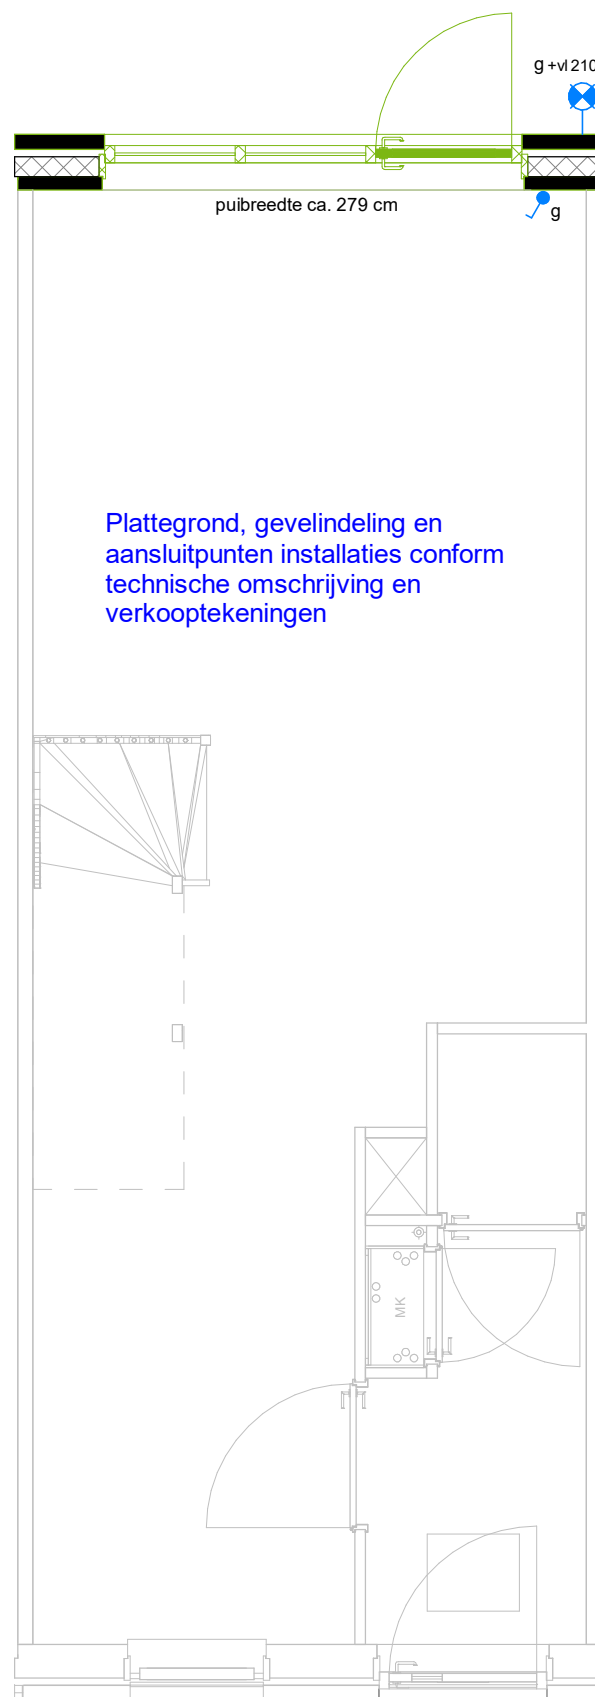 g +vl 210
puibreedte ca. 279 cm
g
Plattegrond, gevelindeling en
aansluitpunten installaties conform
technische omschrijving en
verkooptekeningen
MK